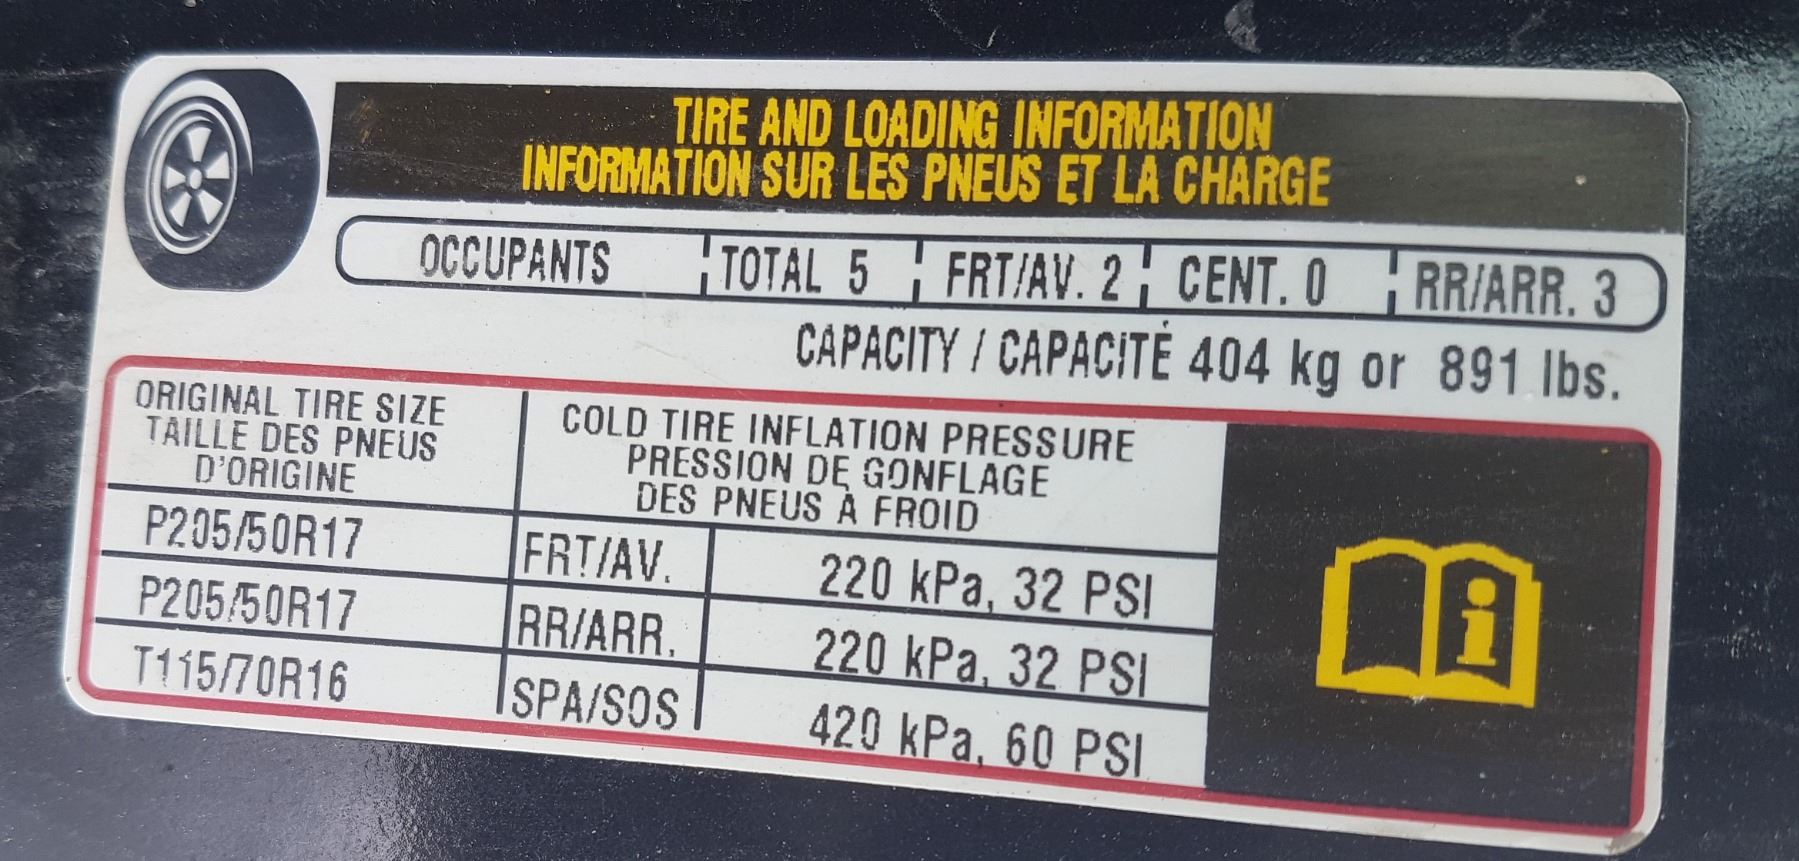 TIRE AND LOADING INFORMATION
INFORMATION SUR LES PNEUS ET LA CHARGE
OCCUPANTS TOTAL 5 FRT/AV. 2 CENT. 0 RR/ARR. 3
CAPACITY / CAPACITÉ 404 kg or 891 lbs.
ORIGINAL TIRE SIZE
TAILLE DES PNEUS
D'ORIGINE
COLD TIRE INFLATION PRESSURE
PRESSION DE GONFLAGE
DES PNEUS À FROID
P205/50R17 FRT/AV. 220 kPa, 32 PSI
P205/50R17 RR/ARR. 220 kPa, 32 PSI
T115/70R16 SPA/SOS 420 kPa, 60 PSI